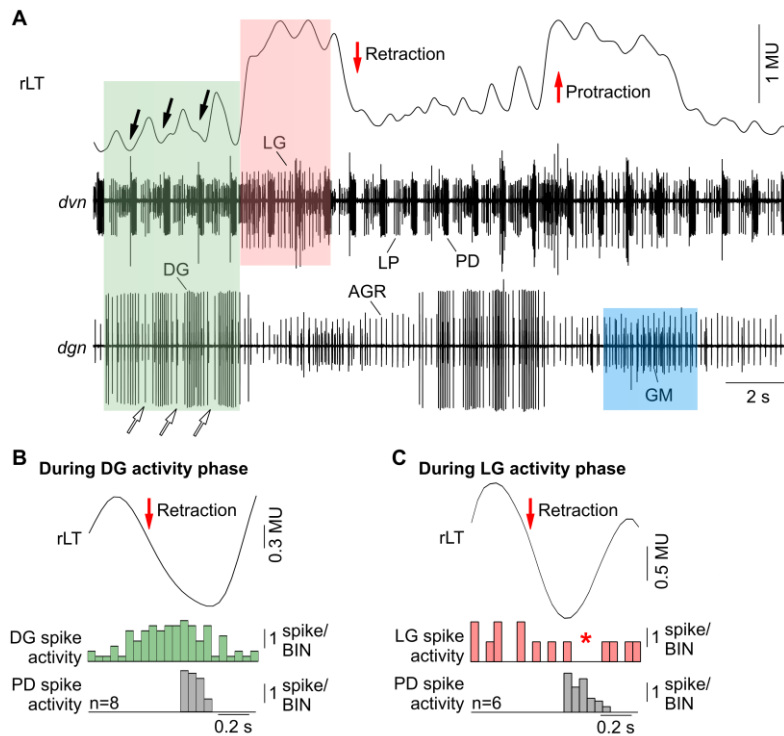 A
rLT
Retraction
Protraction
1 MU
LG
dvn
LP
PD
DG
AGR
dgn
GM
2 s
B
During DG activity phase
rLT
Retraction
0.3 MU
DG spike
activity
1 spike/
BIN
PD spike
activity
n=8
1 spike/
BIN
0.2 s
C
During LG activity phase
rLT
Retraction
0.5 MU
LG spike
activity
*
1 spike/
BIN
PD spike
activity
n=6
1 spike/
BIN
0.2 s